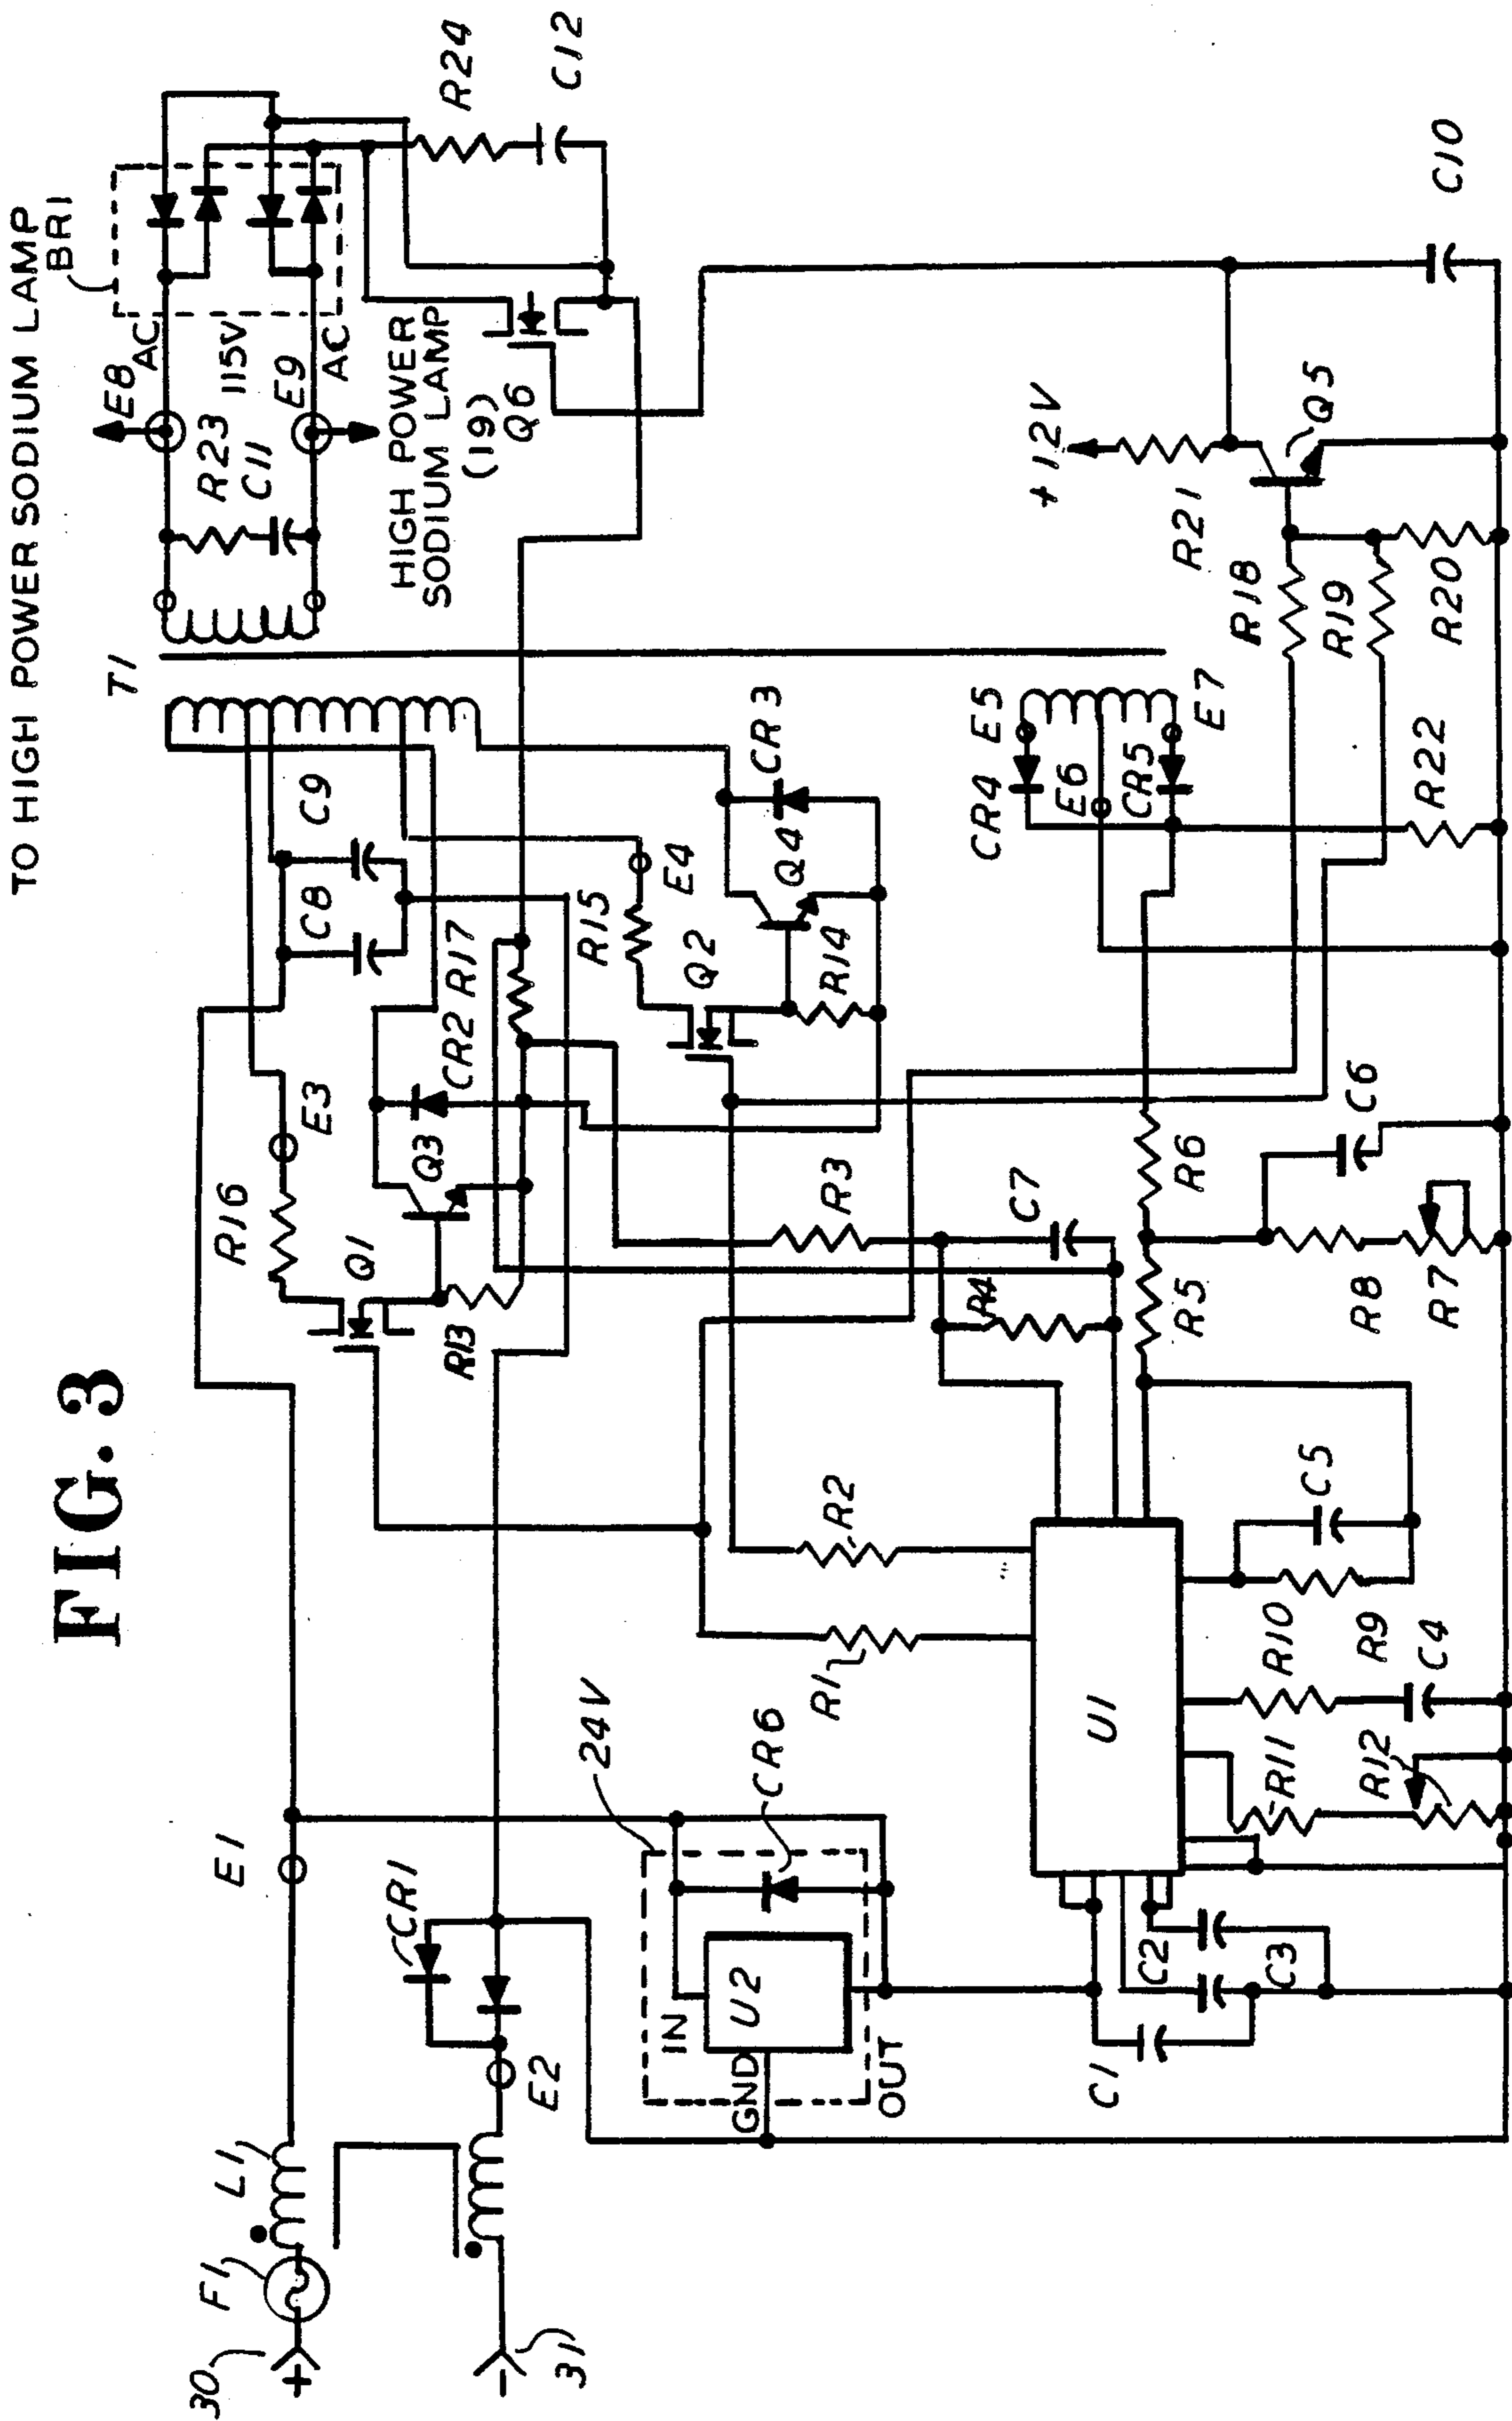 FIG. 3
TO HIGH POWER SODIUM LAMP
BR1
T1
E8
AC
115V
E9
AC
R23
C11
R24
C12
HIGH POWER
SODIUM LAMP
(19)
Q6
30
+
F1
L1
E1
-
31
E2
CR1
R16
E3
C8
C9
Q1
Q3
CR2
R17
R13
R15
E4
Q2
Q4
CR3
R14
24V
CR6
IN
U2
GND
OUT
R1
R2
R3
R4
C7
U1
C1
C2
C3
R11
R12
R10
C4
R9
C5
R5
R6
R8
R7
C6
CR4
E5
E6
CR5
E7
R22
R18
R19
R20
R21
+12V
Q5
C10